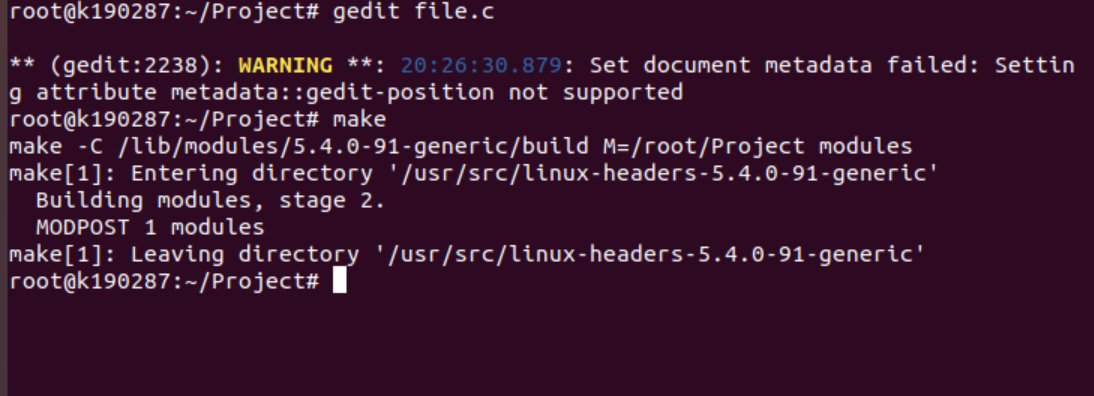 root@k190287:~/Project# gedit file.c
** (gedit:2238): WARNING **: 20:26:30.879: Set document metadata failed: Settin
g attribute metadata::gedit-position not supported
root@k190287:~/Project# make
make -C /lib/modules/5.4.0-91-generic/build M=/root/Project modules
make[1]: Entering directory '/usr/src/linux-headers-5.4.0-91-generic'
  Building modules, stage 2.
  MODPOST 1 modules
make[1]: Leaving directory '/usr/src/linux-headers-5.4.0-91-generic'
root@k190287:~/Project#